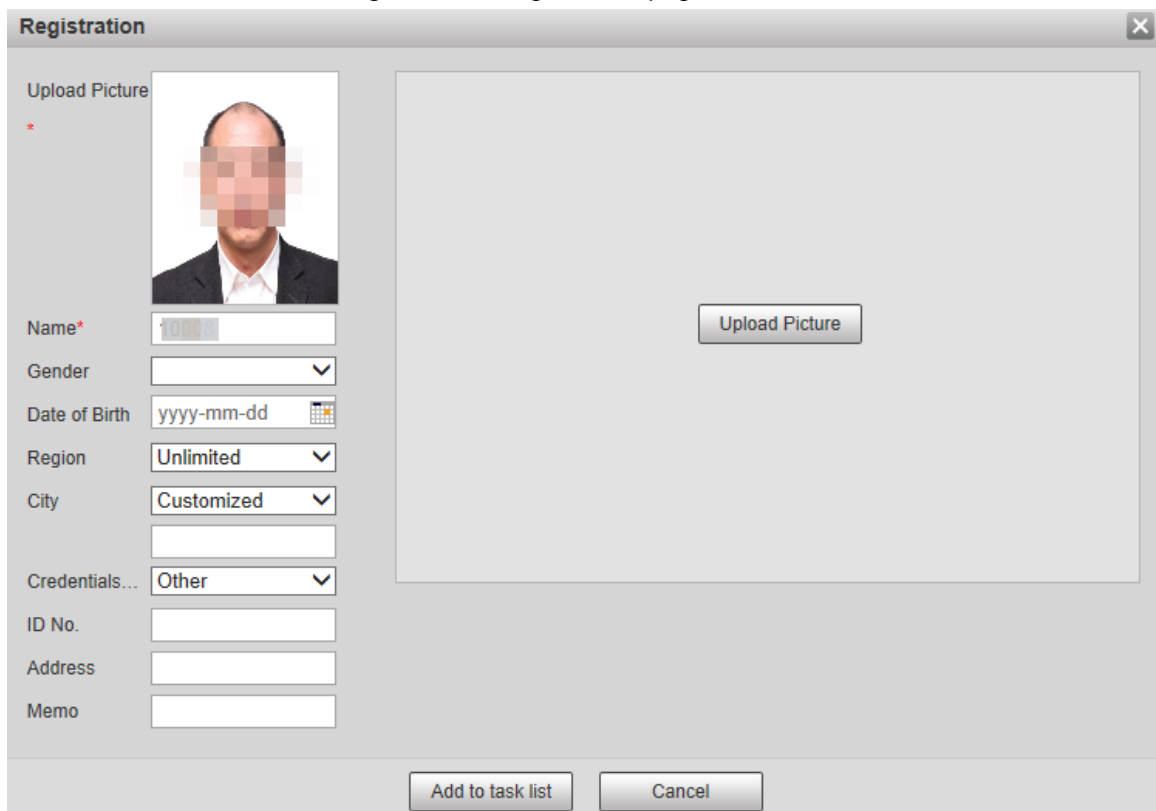 Registration
Upload Picture
*
Name*
Gender
Date of Birth yyyy-mm-dd
Region Unlimited
City Customized
Credentials... Other
ID No.
Address
Memo
Upload Picture
Add to task list Cancel